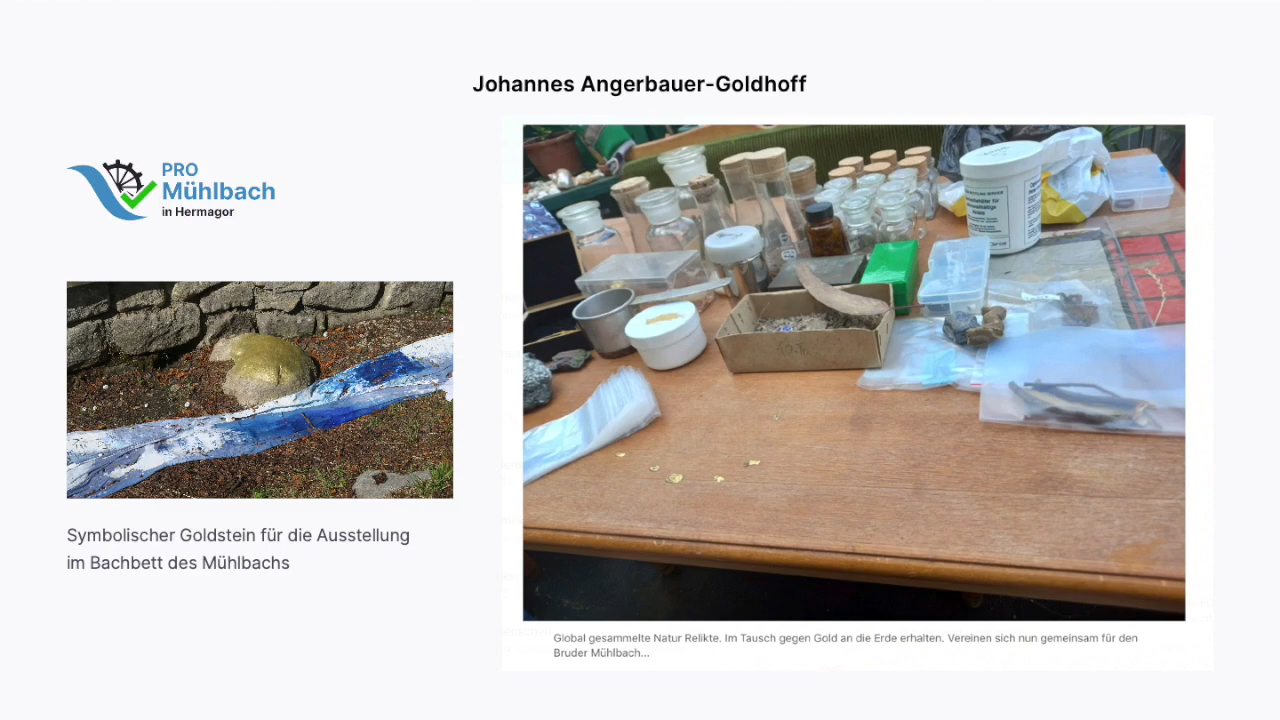 Johannes Angerbauer-Goldhoff
PRO
Mühlbach
in Hermagor
Symbolischer Goldstein für die Ausstellung
im Bachbett des Mühlbachs
Global gesammelte Natur Relikte. Im Tausch gegen Gold an die Erde erhalten. Vereinen sich nun gemeinsam für den
Bruder Mühlbach...